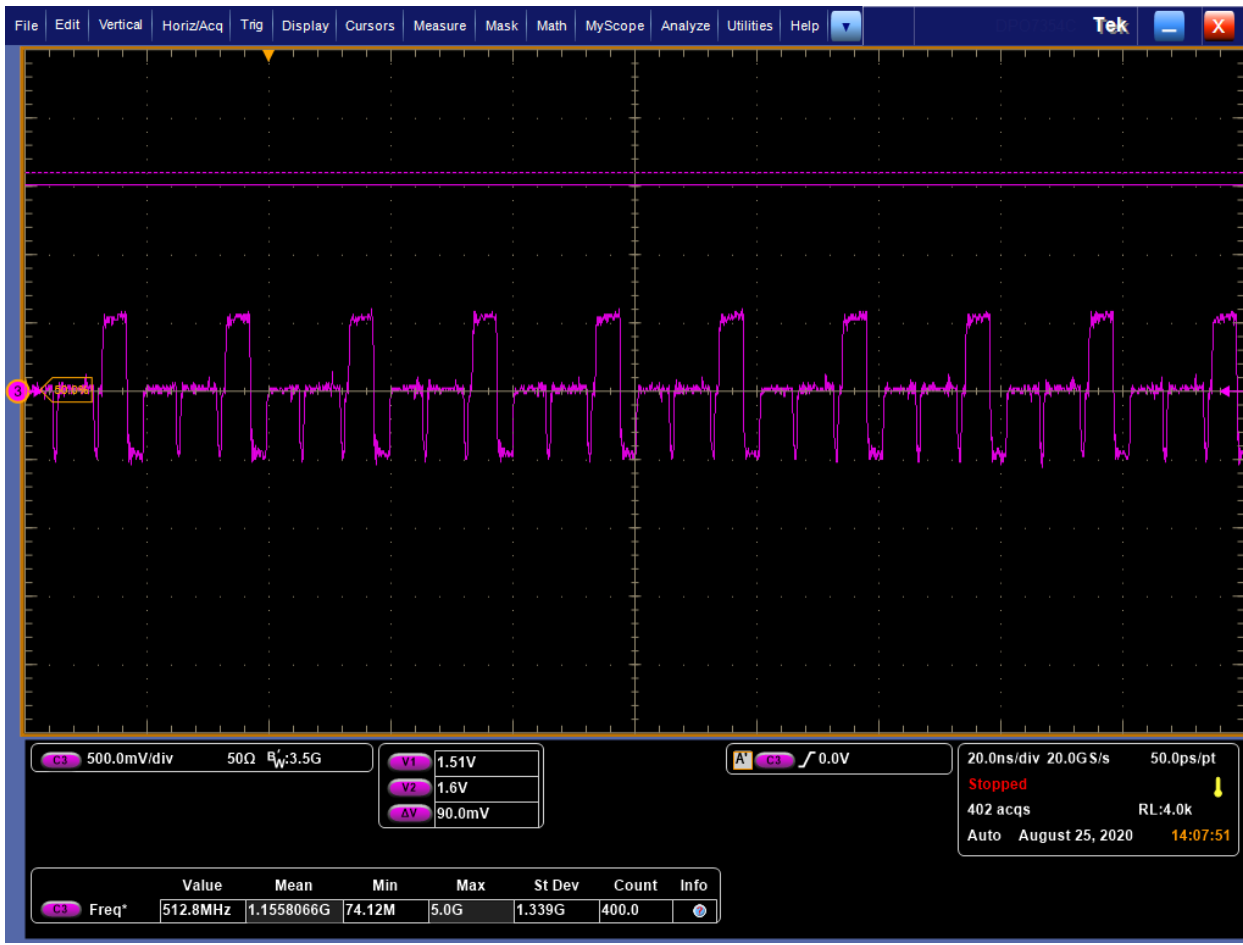 File Edit Vertical Horiz/Acq Trig Display Cursors Measure Mask Math MyScope Analyze Utilities Help Tek X
3 50.0%
C3 500.0mV/div 50Ω BW:3.5G
V1 1.51V
V2 1.6V
ΔV 90.0mV
A' C3 0.0V
20.0ns/div 20.0GS/s 50.0ps/pt
Stopped
402 acqs RL:4.0k
Auto August 25, 2020 14:07:51
Value Mean Min Max St Dev Count Info
C3 Freq* 512.8MHz 1.1558066G 74.12M 5.0G 1.339G 400.0